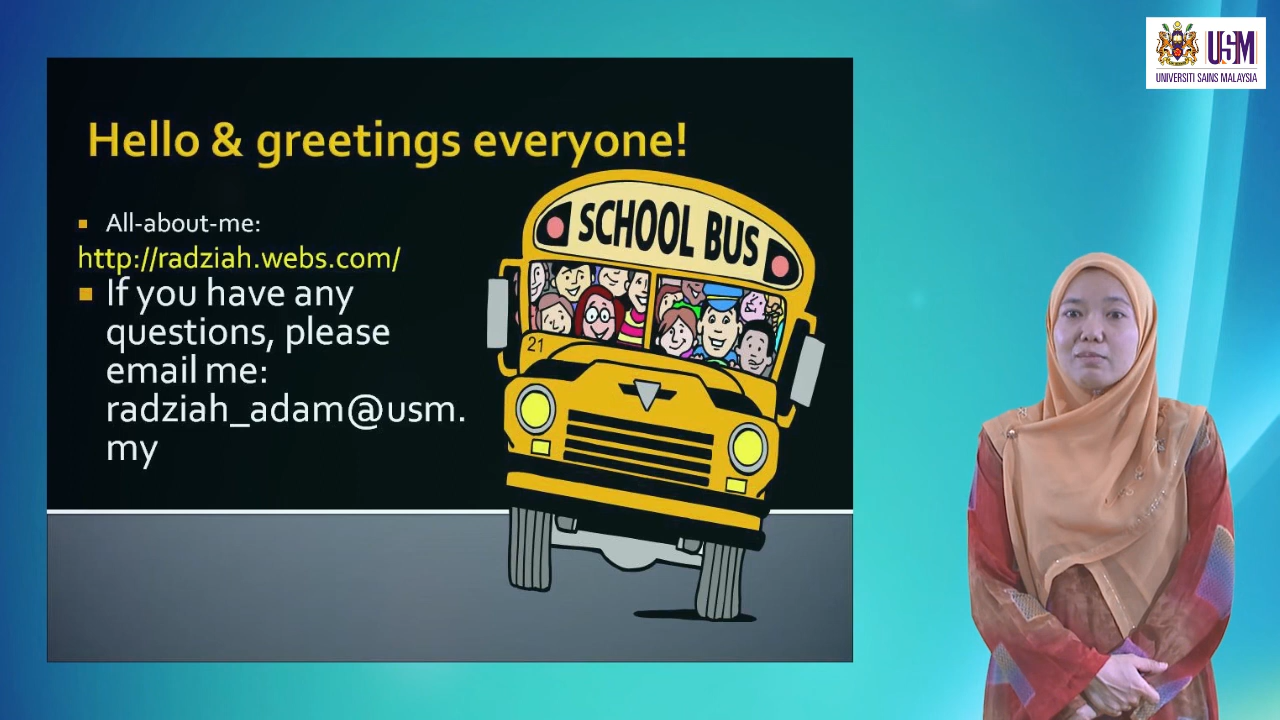 USM
UNIVERSITI SAINS MALAYSIA
Hello & greetings everyone!
All-about-me:
http://radziah.webs.com/
If you have any
questions, please
email me:
radziah_adam@usm.
my
SCHOOL BUS
21